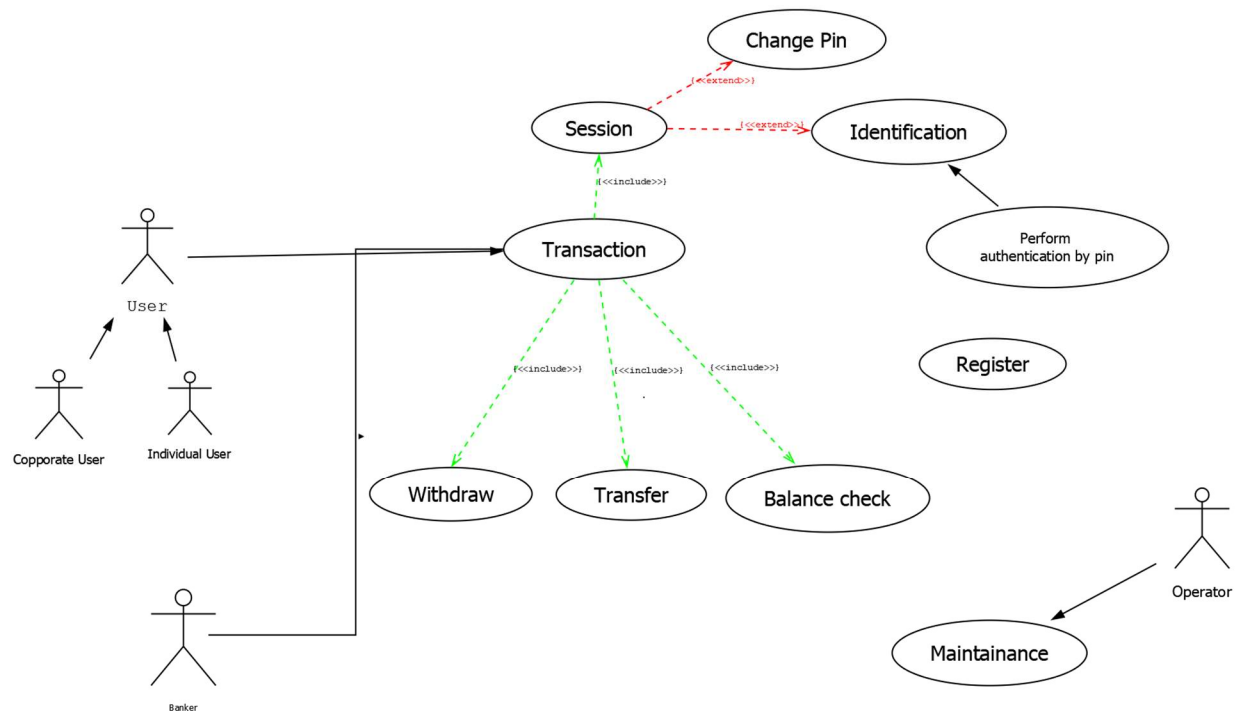 Change Pin
{<<extend>>}
Session
{<<extend>>}
Identification
{<<include>>}
Transaction
Perform
authentication by pin
User
Register
{<<include>>}
{<<include>>}
{<<include>>}
Copporate User
Individual User
Withdraw
Transfer
Balance check
Operator
Maintainance
Banker